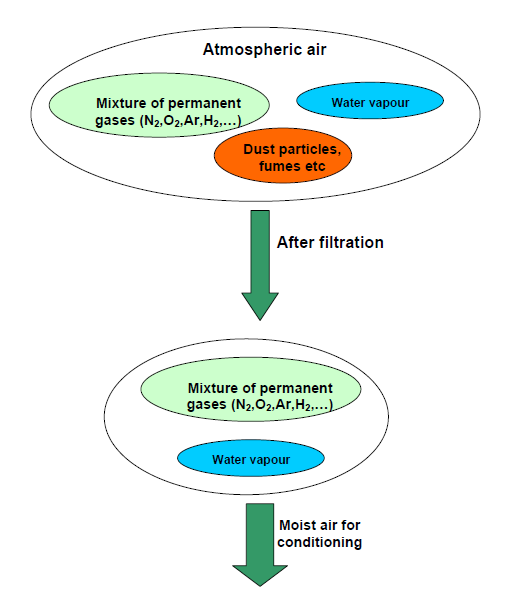 Atmospheric air
Mixture of permanent
gases (N₂,O₂,Ar,H₂,...)
Water vapour
Dust particles,
fumes etc
After filtration
Mixture of permanent
gases (N₂,O₂,Ar,H₂,...)
Water vapour
Moist air for
conditioning